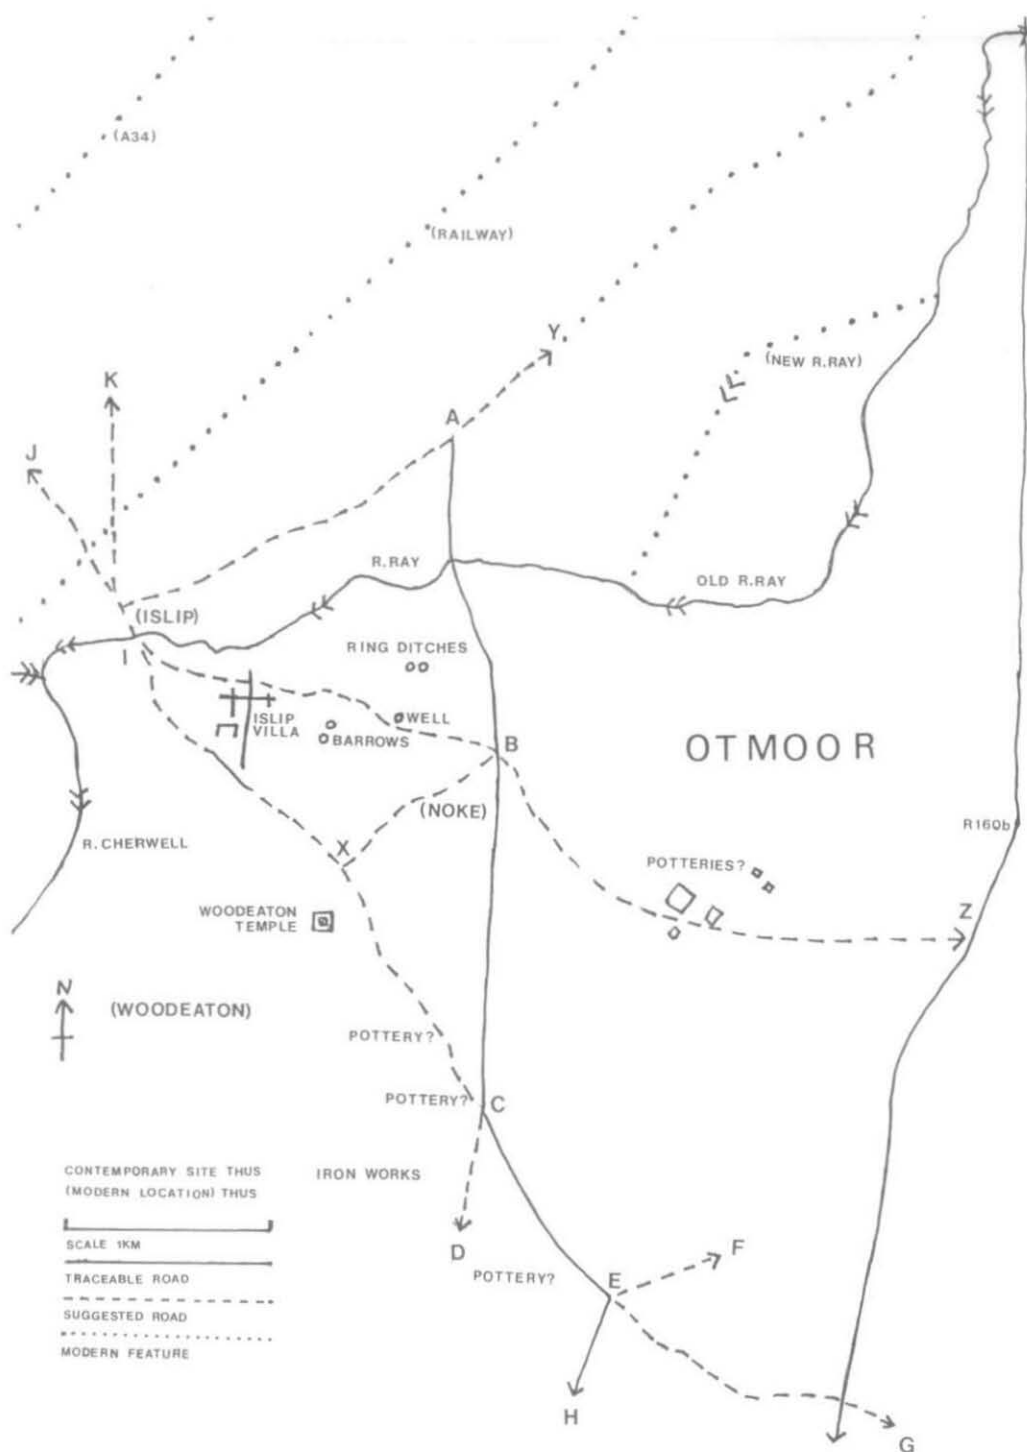 (A34)
(RAILWAY)
Y
(NEW R.RAY)
K
A
J
R.RAY
OLD R.RAY
(ISLIP)
I
RING DITCHES
ISLIP
VILLA
WELL
BARROWS
B
OTMOOR
(NOKE)
R160b
R.CHERWELL
X
POTTERIES?
WOODEATON
TEMPLE
Z
N
(WOODEATON)
POTTERY?
POTTERY?
C
IRON WORKS
D
POTTERY?
E
F
H
G
CONTEMPORARY SITE THUS
(MODERN LOCATION) THUS
SCALE 1KM
TRACEABLE ROAD
SUGGESTED ROAD
MODERN FEATURE